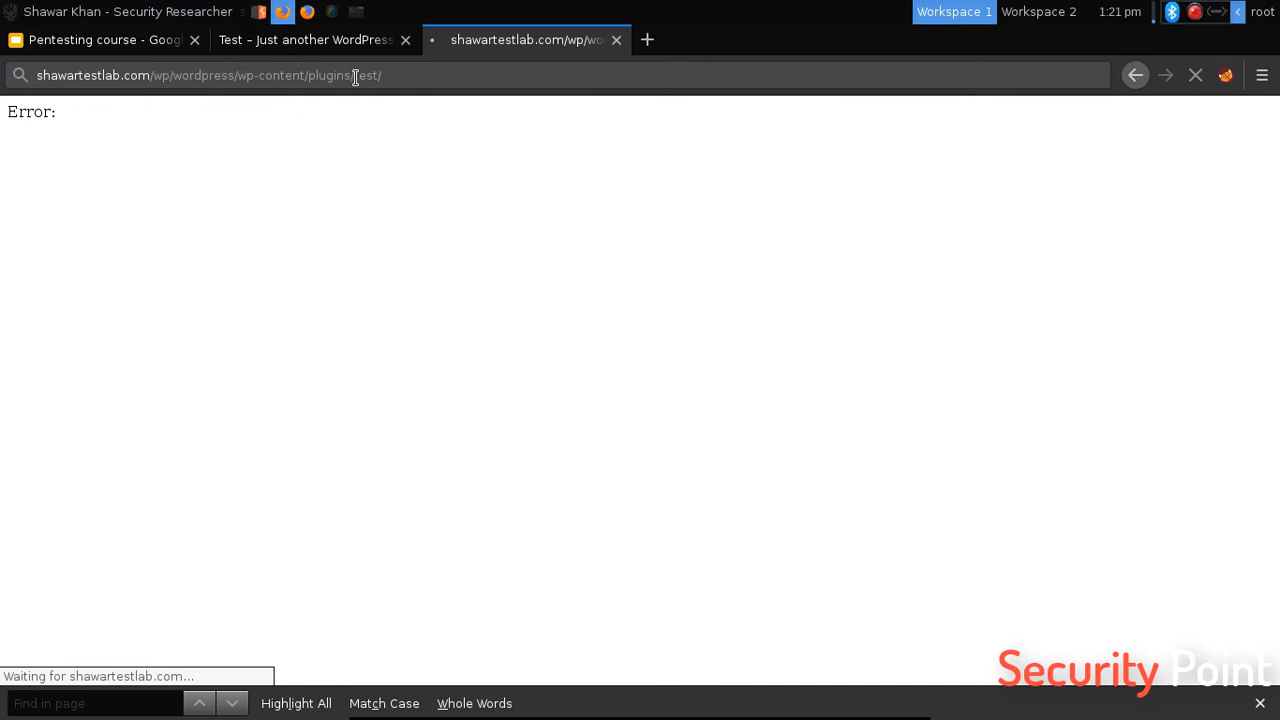 Shawar Khan - Security Researcher
Workspace 1
Workspace 2
1:21 pm
root
Pentesting course - Goog
Test – Just another WordPress
shawartestlab.com/wp/wo
shawartestlab.com/wp/wordpress/wp-content/plugins/test/
Error:
Waiting for shawartestlab.com...
Security Point
Find in page
Highlight All
Match Case
Whole Words